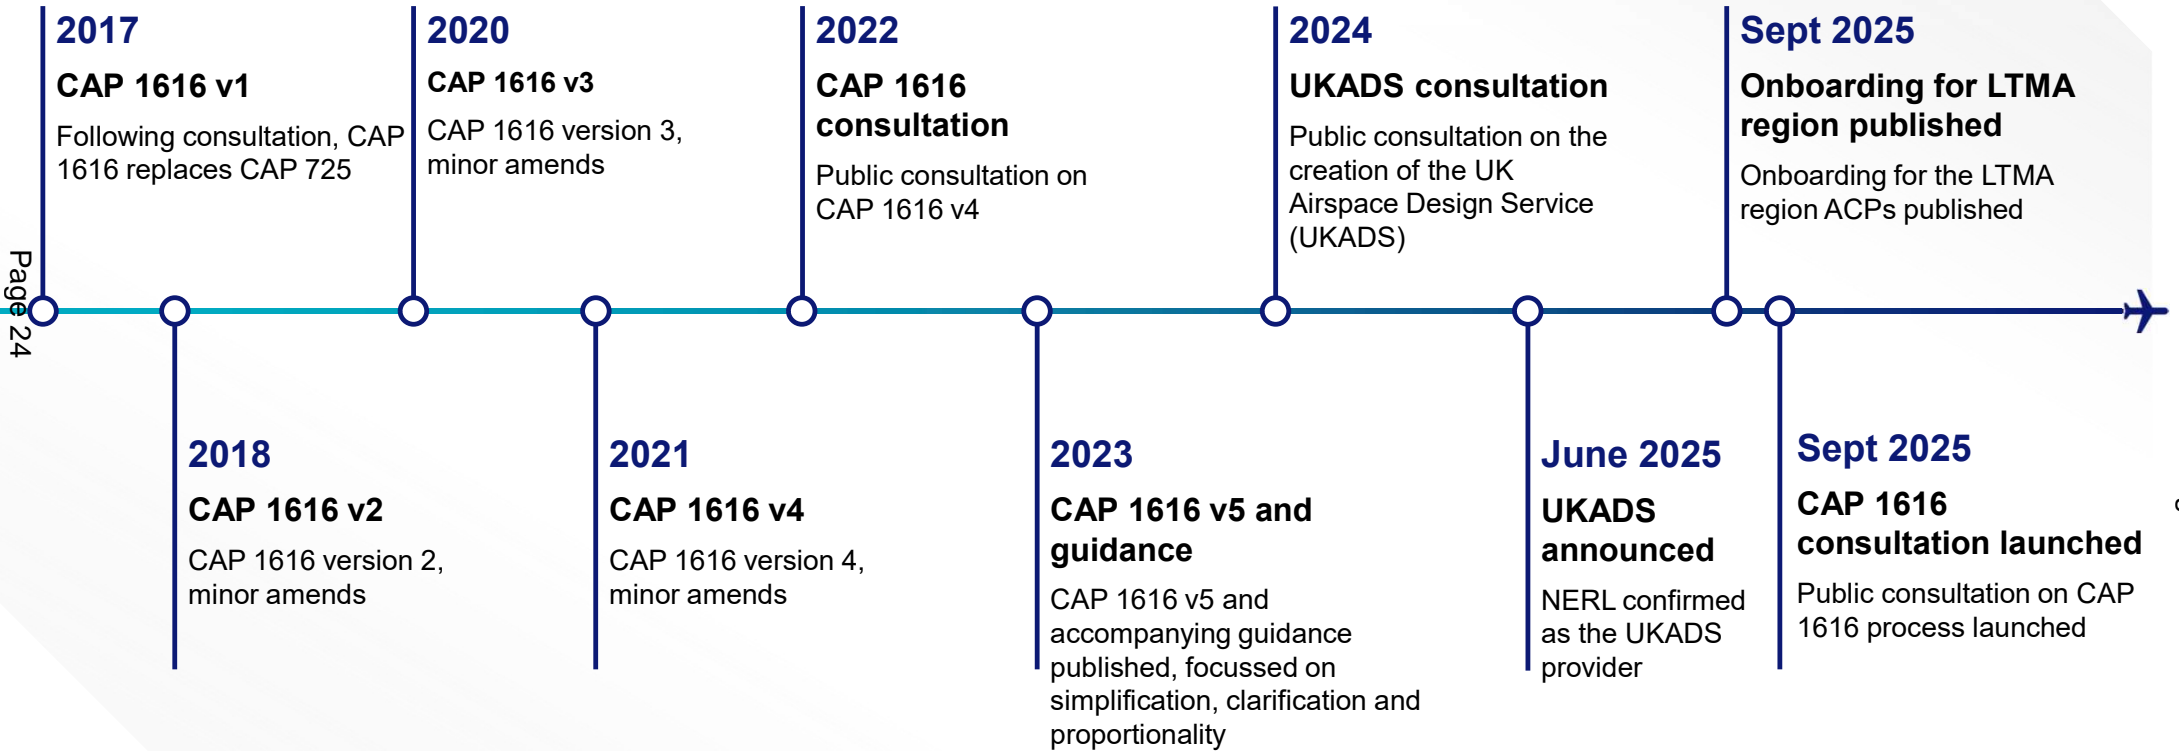 2017
CAP 1616 v1
Following consultation, CAP
1616 replaces CAP 725
2018
CAP 1616 v2
CAP 1616 version 2,
minor amends
2020
CAP 1616 v3
CAP 1616 version 3,
minor amends
2021
CAP 1616 v4
CAP 1616 version 4,
minor amends
2022
CAP 1616
consultation
Public consultation on
CAP 1616 v4
2023
CAP 1616 v5 and
guidance
CAP 1616 v5 and
accompanying guidance
published, focussed on
simplification, clarification and
proportionality
2024
UKADS consultation
Public consultation on the
creation of the UK
Airspace Design Service
(UKADS)
June 2025
UKADS
announced
NERL confirmed
as the UKADS
provider
Sept 2025
Onboarding for LTMA
region published
Onboarding for the LTMA
region ACPs published
Sept 2025
CAP 1616
consultation launched
Public consultation on CAP
1616 process launched
Page 24